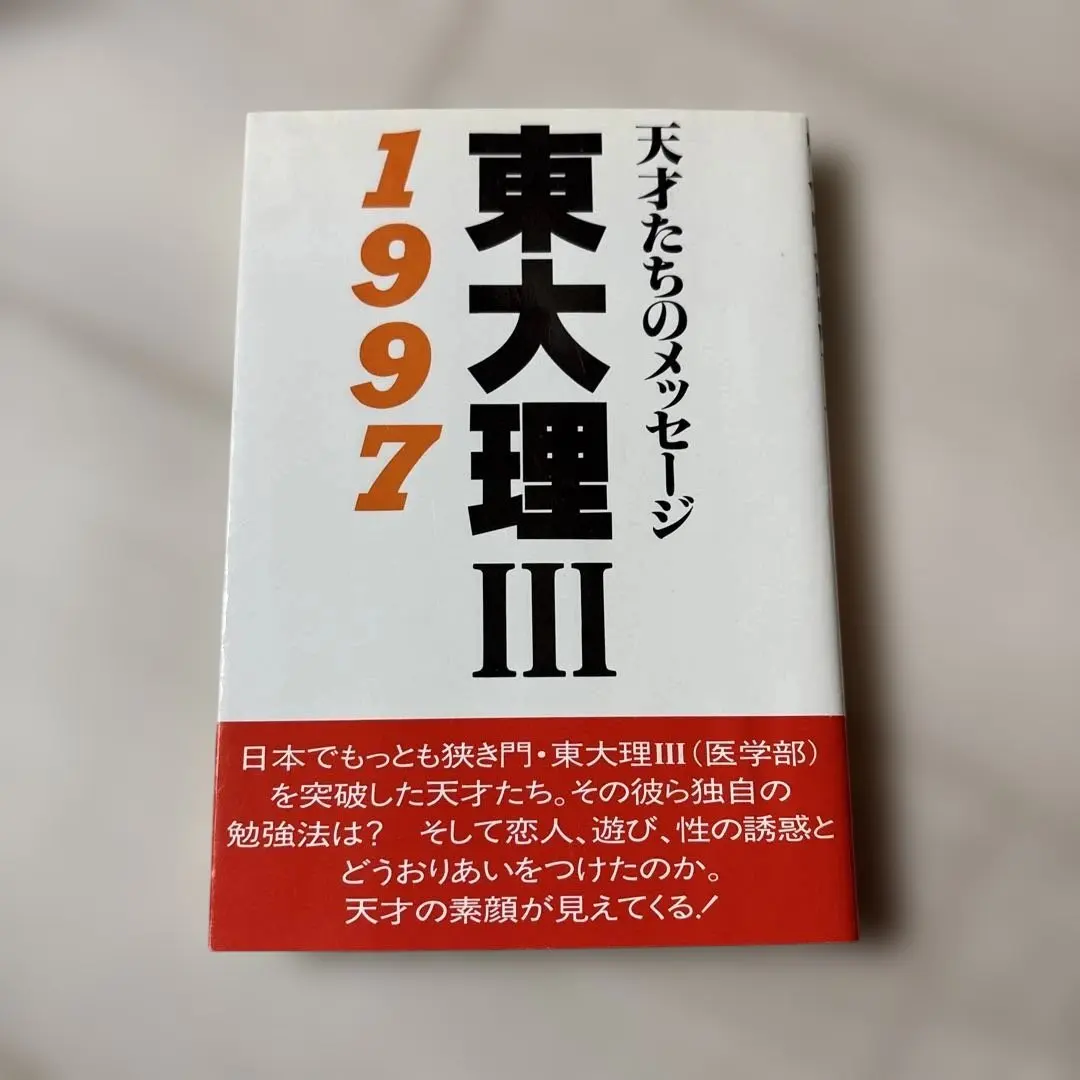 天才たちのメッセージ
東大理III
1997
日本でもっとも狭き門・東大理III(医学部)
を突破した天才たち。その彼ら独自の
勉強法は? そして恋人、遊び、性の誘惑と
どうおりあいをつけたのか。
天才の素顔が見えてくる!